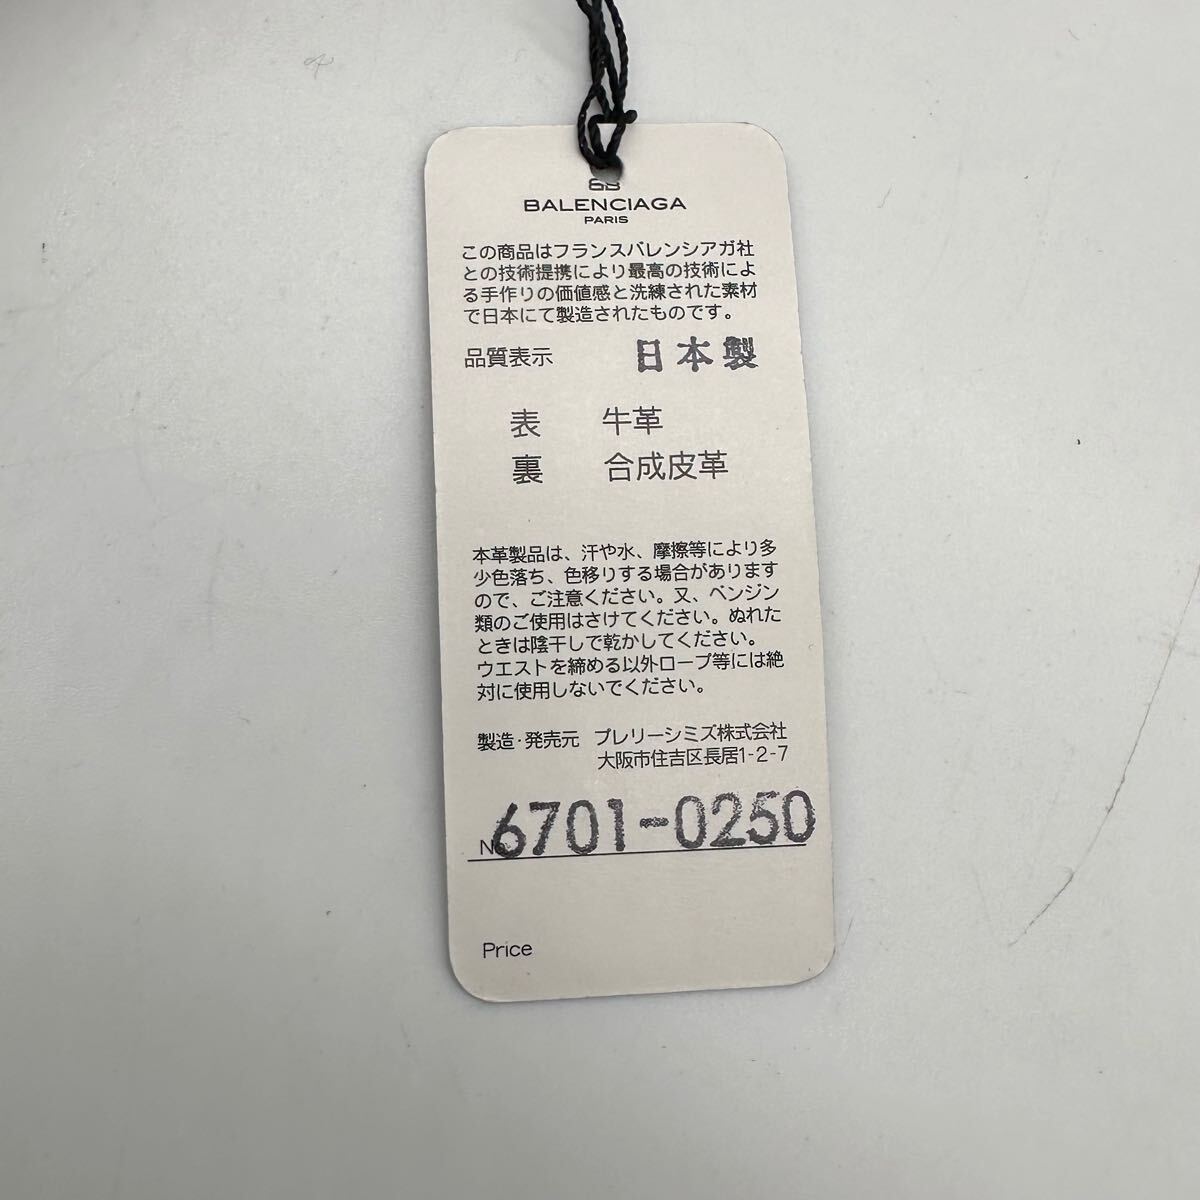 BB
BALENCIAGA
PARIS
この商品はフランスバレンシアガ社
との技術提携により最高の技術によ
る手作りの価値感と洗練された素材
で日本にて製造されたものです。
品質表示 日本製
表 牛革
裏 合成皮革
本革製品は、汗や水、摩擦等により多
少色落ち、色移りする場合があります
ので、ご注意ください。又、ベンジン
類のご使用はさけてください。ぬれた
ときは陰干しで乾かしてください。
ウエストを締める以外ロープ等には絶
対に使用しないでください。
製造・発売元 プレリーシミズ株式会社
大阪市住吉区長居1-2-7
No. 6701-0250
Price